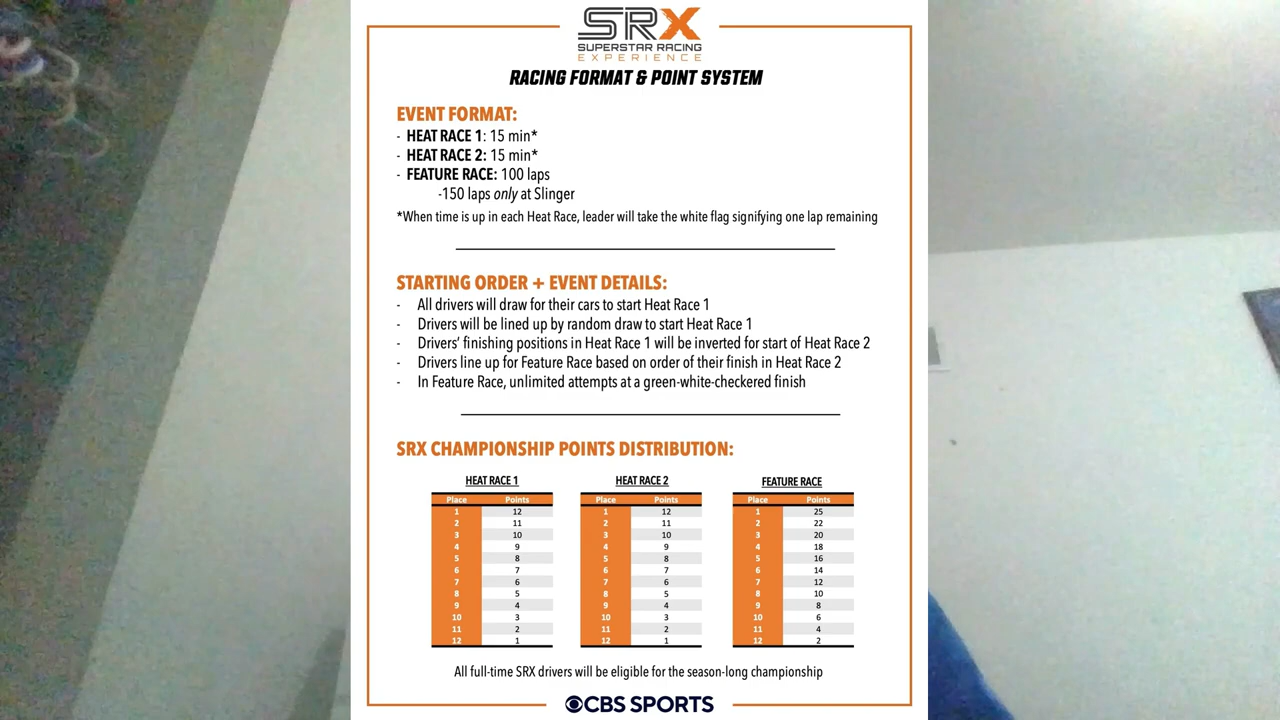 SRX
SUPERSTAR RACING
EXPERIENCE
RACING FORMAT & POINT SYSTEM
EVENT FORMAT:
- HEAT RACE 1: 15 min*
- HEAT RACE 2: 15 min*
- FEATURE RACE: 100 laps
-150 laps only at Slinger
*When time is up in each Heat Race, leader will take the white flag signifying one lap remaining
STARTING ORDER + EVENT DETAILS:
- All drivers will draw for their cars to start Heat Race 1
- Drivers will be lined up by random draw to start Heat Race 1
- Drivers' finishing positions in Heat Race 1 will be inverted for start of Heat Race 2
- Drivers line up for Feature Race based on order of their finish in Heat Race 2
- In Feature Race, unlimited attempts at a green-white-checkered finish
SRX CHAMPIONSHIP POINTS DISTRIBUTION:
HEAT RACE 1 HEAT RACE 2 FEATURE RACE
Place Points Place Points Place Points
1 12 1 12 1 25
2 11 2 11 2 22
3 10 3 10 3 20
4 9 4 9 4 18
5 8 5 8 5 16
6 7 6 7 6 14
7 6 7 6 7 12
8 5 8 5 8 10
9 4 9 4 9 8
10 3 10 3 10 6
11 2 11 2 11 4
12 1 12 1 12 2
All full-time SRX drivers will be eligible for the season-long championship
CBS SPORTS